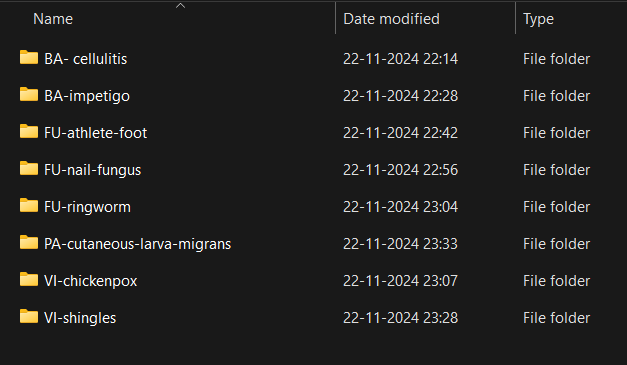 Name Date modified Type
BA- cellulitis 22-11-2024 22:14 File folder
BA-impetigo 22-11-2024 22:28 File folder
FU-athlete-foot 22-11-2024 22:42 File folder
FU-nail-fungus 22-11-2024 22:56 File folder
FU-ringworm 22-11-2024 23:04 File folder
PA-cutaneous-larva-migrans 22-11-2024 23:33 File folder
VI-chickenpox 22-11-2024 23:07 File folder
VI-shingles 22-11-2024 23:28 File folder